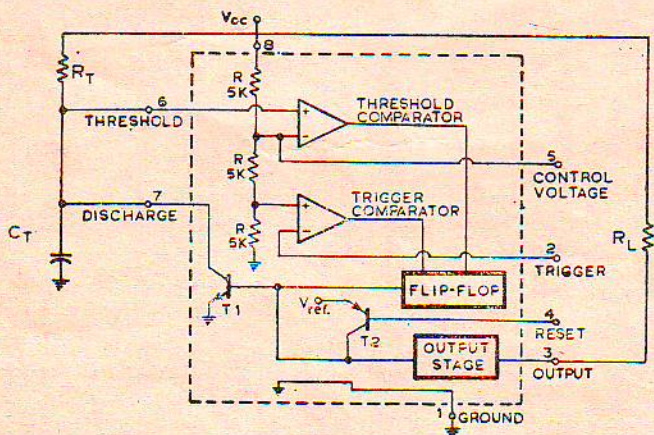 Vcc
8
RT
R
5K
6
THRESHOLD
+
−
THRESHOLD
COMPARATOR
5
CONTROL
VOLTAGE
R
5K
7
DISCHARGE
R
5K
+
−
TRIGGER
COMPARATOR
RL
CT
2
TRIGGER
FLIP-FLOP
T1
Vref.
T2
4
RESET
OUTPUT
STAGE
3
OUTPUT
1
GROUND